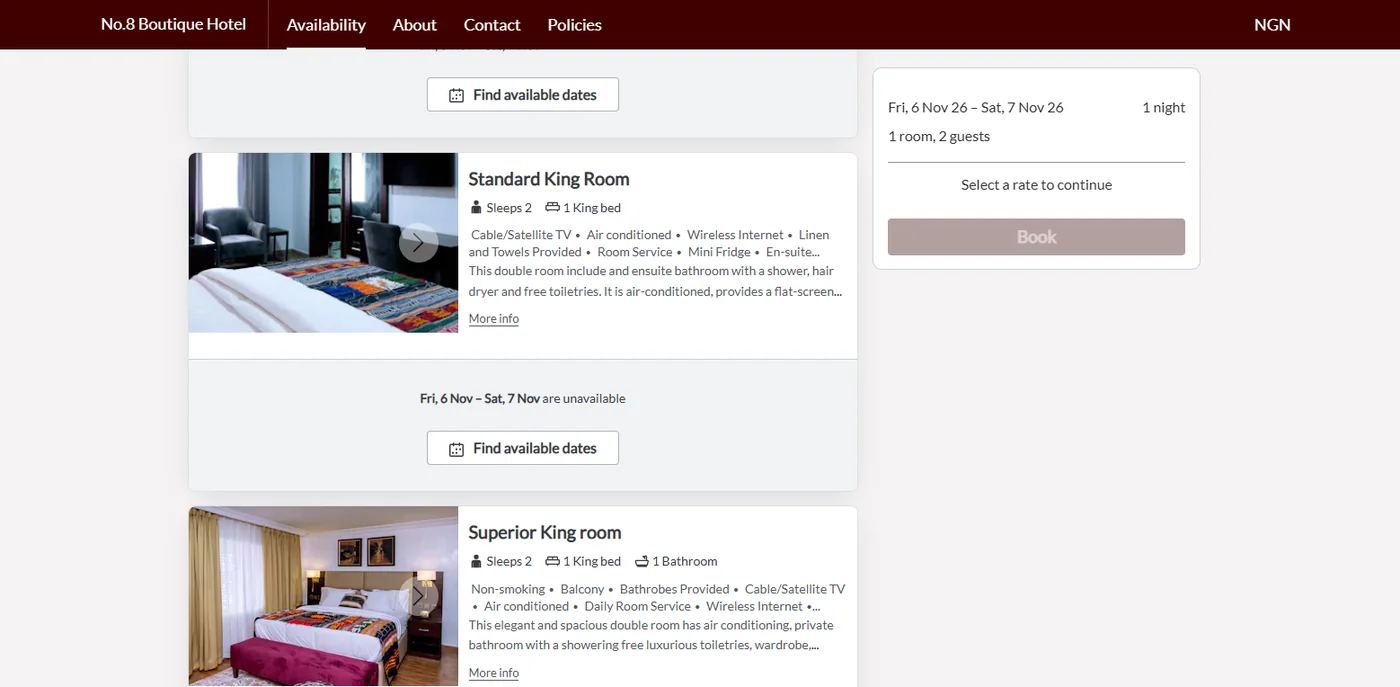 No.8 Boutique Hotel
Availability
About
Contact
Policies
NGN
Find available dates
Fri, 6 Nov 26 – Sat, 7 Nov 26
1 night
1 room, 2 guests
Select a rate to continue
Book
Standard King Room
Sleeps 2 1 King bed
Cable/Satellite TV • Air conditioned • Wireless Internet • Linen
and Towels Provided • Room Service • Mini Fridge • En-suite...
This double room include and ensuite bathroom with a shower, hair
dryer and free toiletries. It is air-conditioned, provides a flat-screen...
More info
Fri, 6 Nov – Sat, 7 Nov are unavailable
Find available dates
Superior King room
Sleeps 2 1 King bed 1 Bathroom
Non-smoking • Balcony • Bathrobes Provided • Cable/Satellite TV
• Air conditioned • Daily Room Service • Wireless Internet •...
This elegant and spacious double room has air conditioning, private
bathroom with a showering free luxurious toiletries, wardrobe,...
More info